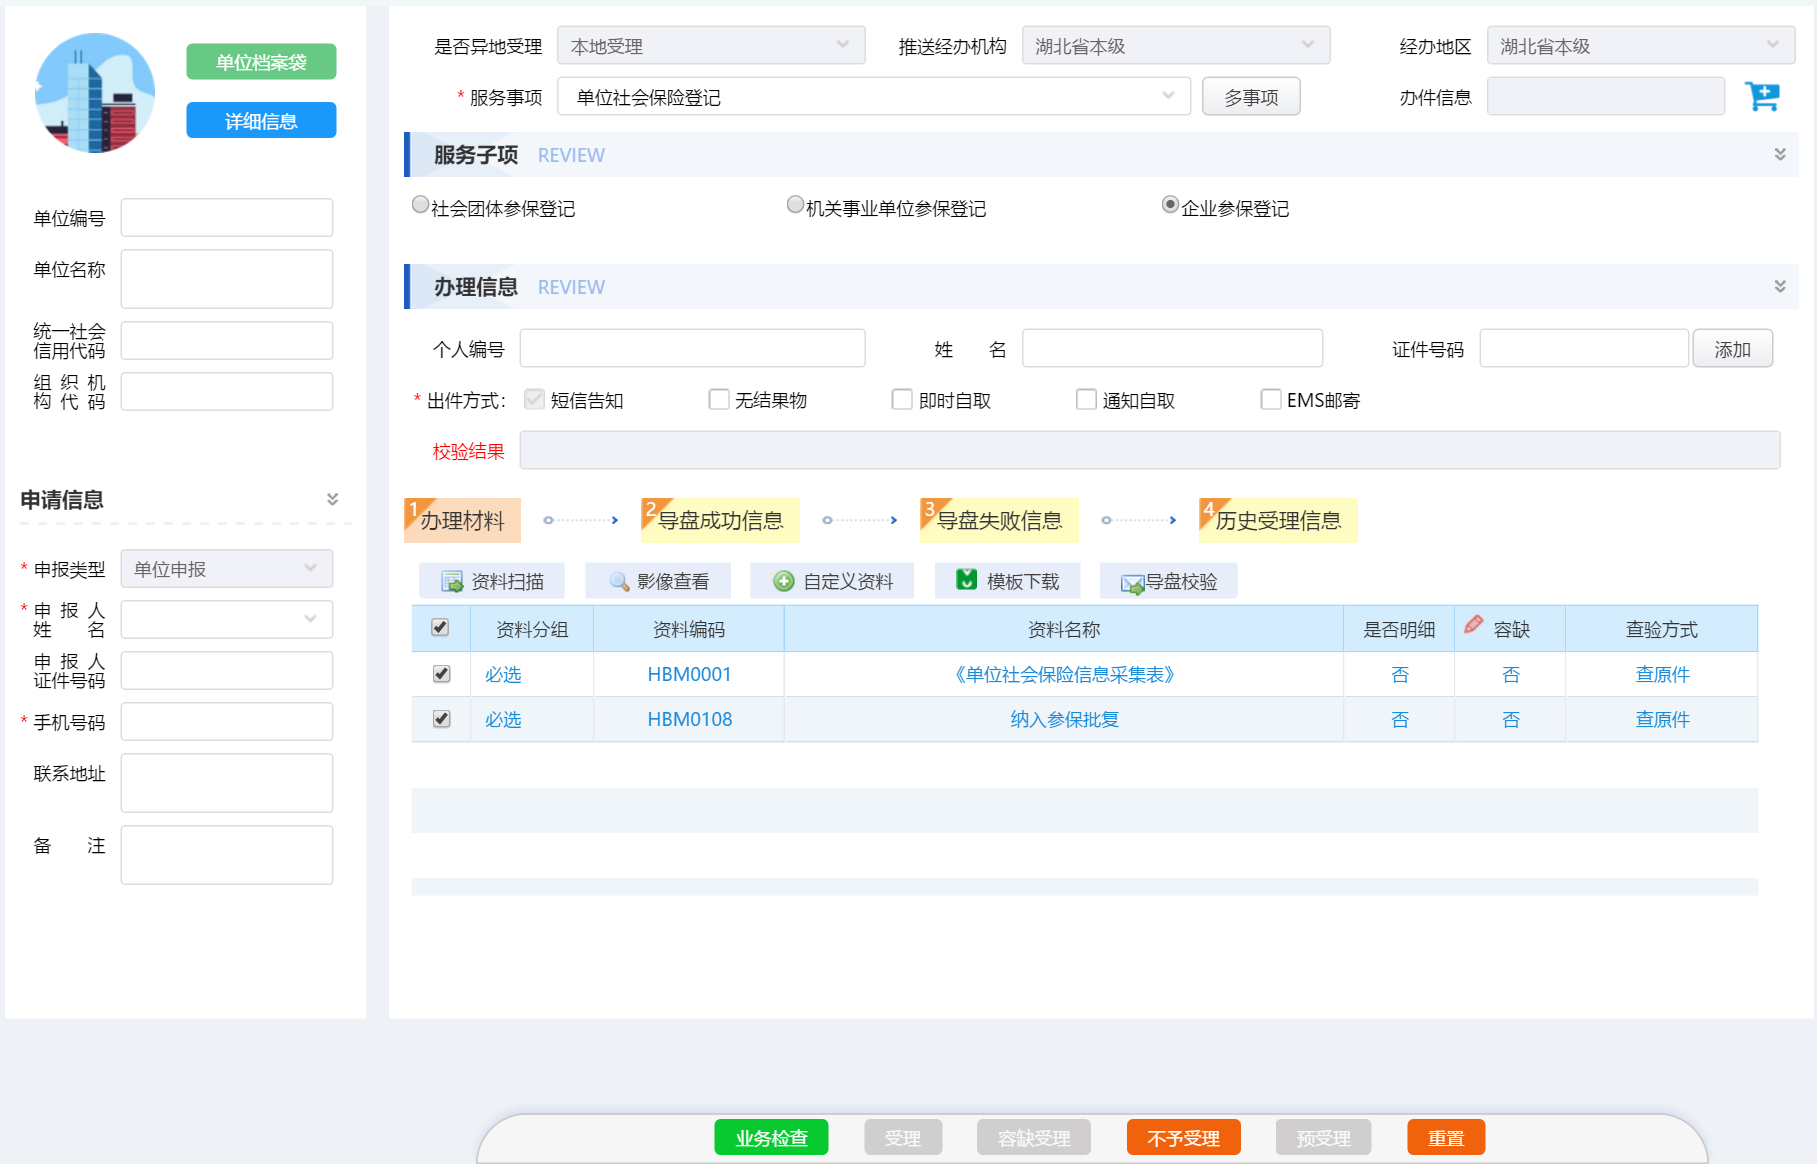 单位档案袋
详细信息
单位编号
单位名称
统一社会
信用代码
组织机
构代码
申请信息
* 申报类型 单位申报
* 申报人
姓名
申报人
证件号码
* 手机号码
联系地址
备注
是否异地受理 本地受理 推送经办机构 湖北省本级 经办地区 湖北省本级
* 服务事项 单位社会保险登记 多事项 办件信息
服务子项 REVIEW
社会团体参保登记 机关事业单位参保登记 企业参保登记
办理信息 REVIEW
个人编号 姓名 证件号码 添加
* 出件方式: 短信告知 无结果物 即时自取 通知自取 EMS邮寄
校验结果
1 办理材料 2 导盘成功信息 3 导盘失败信息 4 历史受理信息
资料扫描 影像查看 自定义资料 模板下载 导盘校验
资料分组 资料编码 资料名称 是否明细 容缺 查验方式
必选 HBM0001 《单位社会保险信息采集表》 否 否 查原件
必选 HBM0108 纳入参保批复 否 否 查原件
业务检查 受理 容缺受理 不予受理 预受理 重置